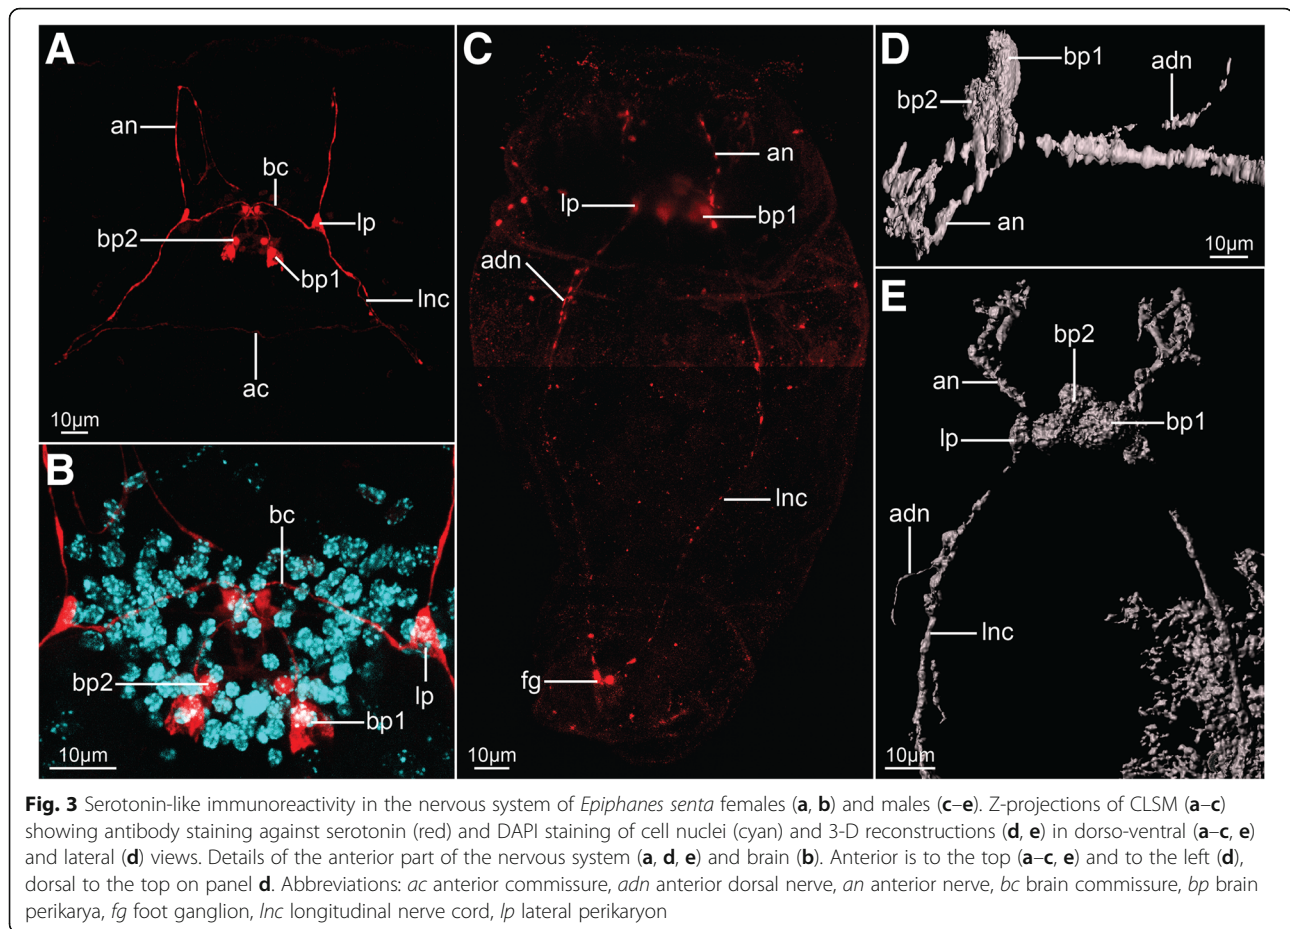 A
an
bc
lp
bp2
bp1
lnc
ac
10µm
B
bc
bp2
bp1
lp
10µm
C
an
lp
bp1
adn
lnc
fg
10µm
D
bp1
adn
bp2
an
10µm
E
bp2
an
lp
bp1
adn
lnc
10µm
Fig. 3 Serotonin-like immunoreactivity in the nervous system of Epiphanes senta females (a, b) and males (c–e). Z-projections of CLSM (a–c)
showing antibody staining against serotonin (red) and DAPI staining of cell nuclei (cyan) and 3-D reconstructions (d, e) in dorso-ventral (a–c, e)
and lateral (d) views. Details of the anterior part of the nervous system (a, d, e) and brain (b). Anterior is to the top (a–c, e) and to the left (d),
dorsal to the top on panel d. Abbreviations: ac anterior commissure, adn anterior dorsal nerve, an anterior nerve, bc brain commissure, bp brain
perikarya, fg foot ganglion, lnc longitudinal nerve cord, lp lateral perikaryon